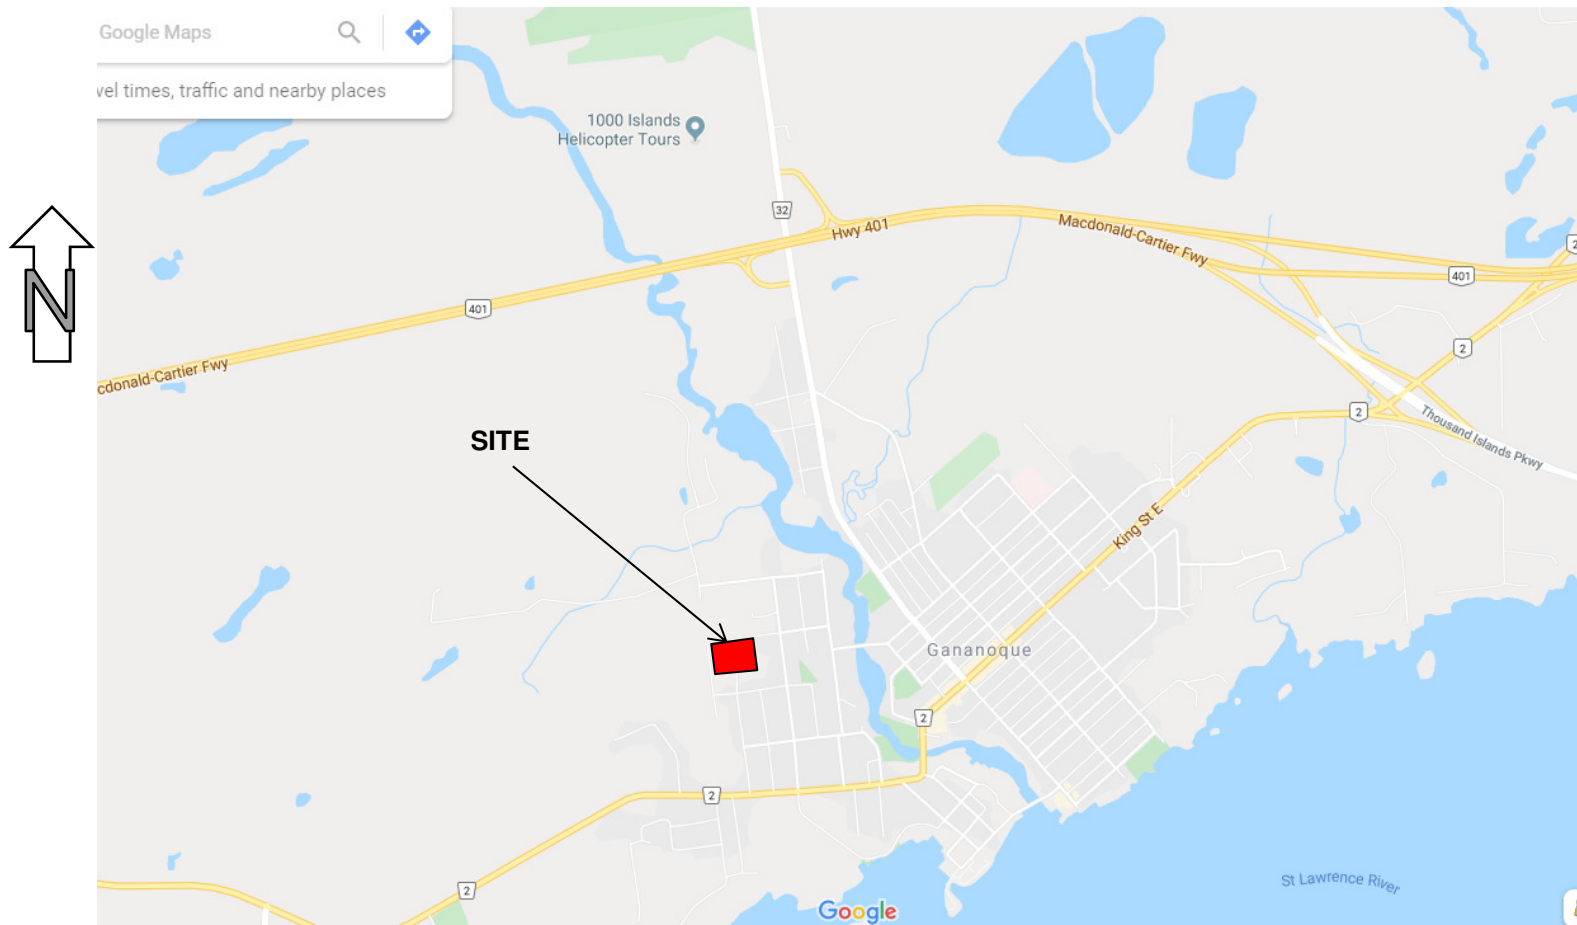 Google Maps
vel times, traffic and nearby places
1000 Islands
Helicopter Tours
32
Hwy 401
Macdonald-Cartier Fwy
2
401
401
N
2
cdonald-Cartier Fwy
2
Thousand Islands Pkwy
SITE
King St E
Gananoque
2
2
St Lawrence River
2
Google